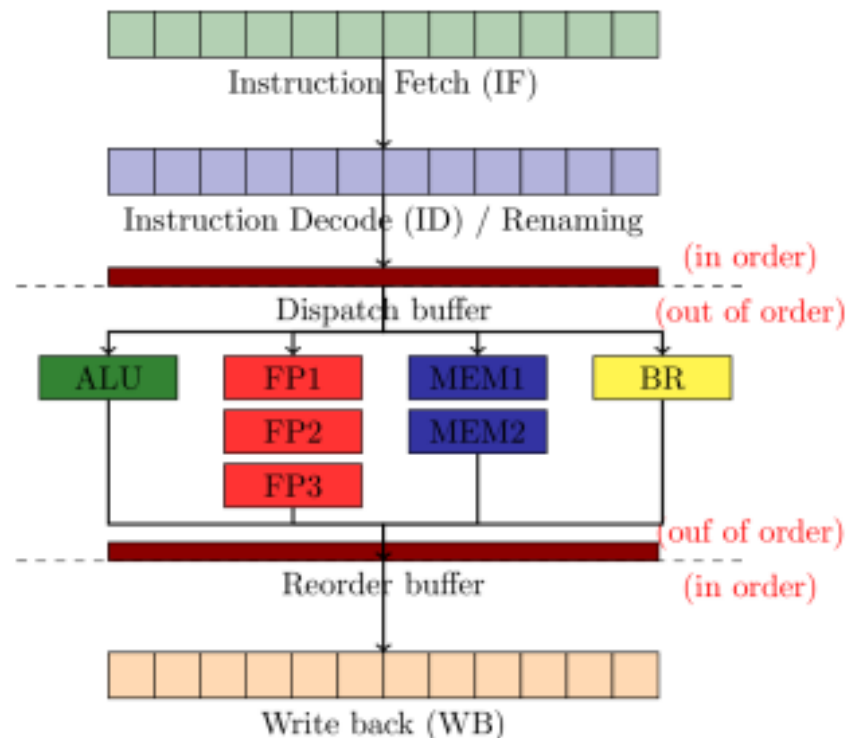 Instruction Fetch (IF)
Instruction Decode (ID) / Renaming
(in order)
Dispatch buffer
(out of order)
ALU
FP1
MEM1
BR
FP2
MEM2
FP3
(ouf of order)
Reorder buffer
(in order)
Write back (WB)